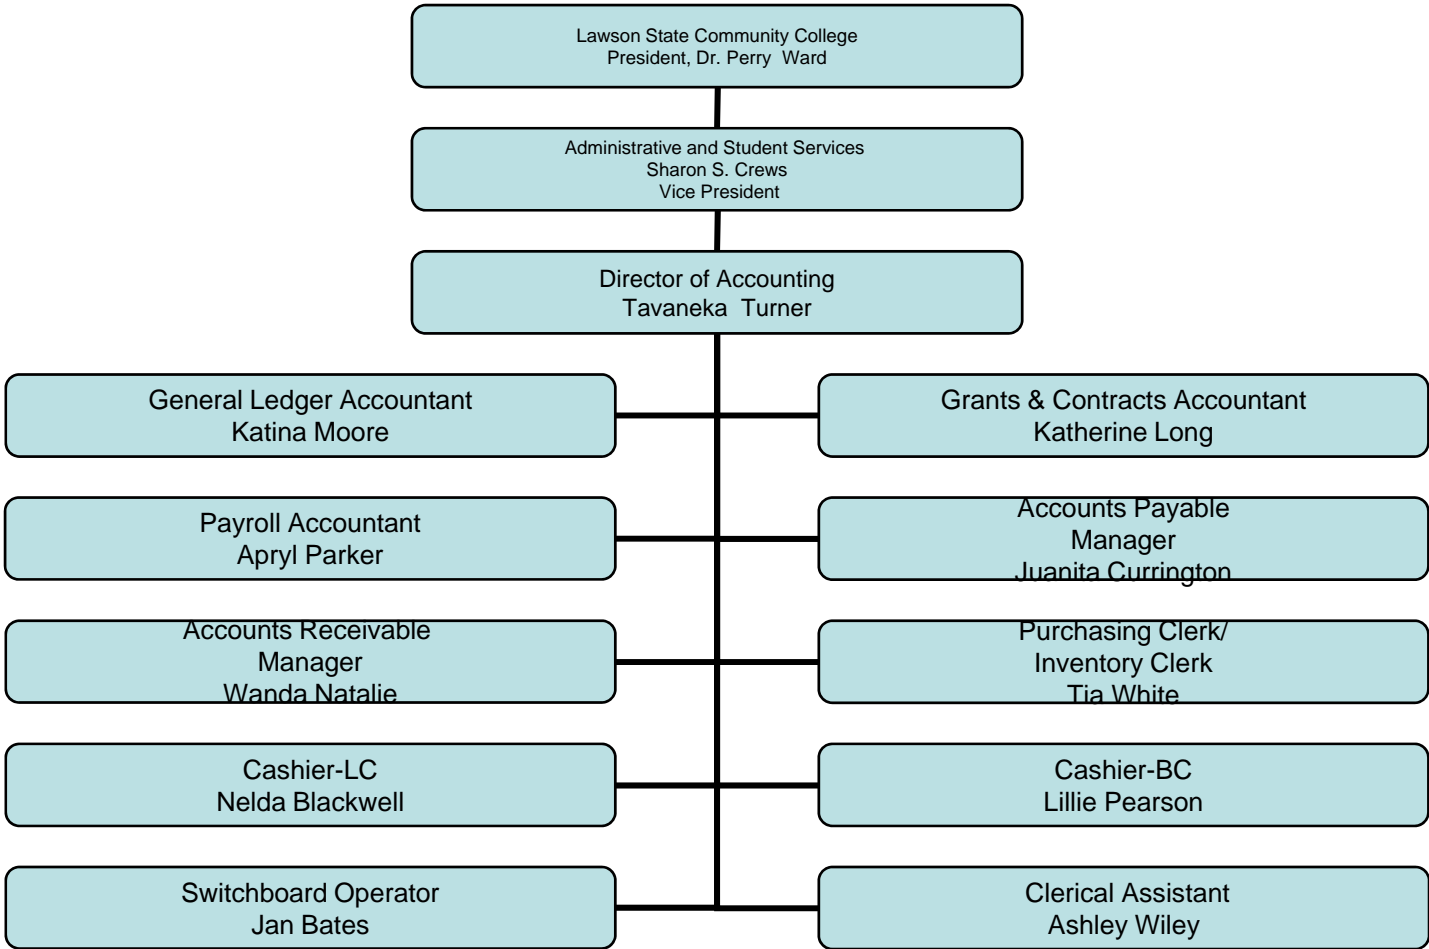 Lawson State Community College
President, Dr. Perry  Ward
Administrative and Student Services
Sharon S. Crews
Vice President
Director of Accounting
Tavaneka  Turner
General Ledger Accountant
Katina Moore
Grants & Contracts Accountant
Katherine Long
Payroll Accountant
Apryl Parker
Accounts Payable
Manager
Juanita Currington
Accounts Receivable
Manager
Wanda Natalie
Purchasing Clerk/
Inventory Clerk
Tia White
Cashier-LC
Nelda Blackwell
Cashier-BC
Lillie Pearson
Switchboard Operator
Jan Bates
Clerical Assistant
Ashley Wiley